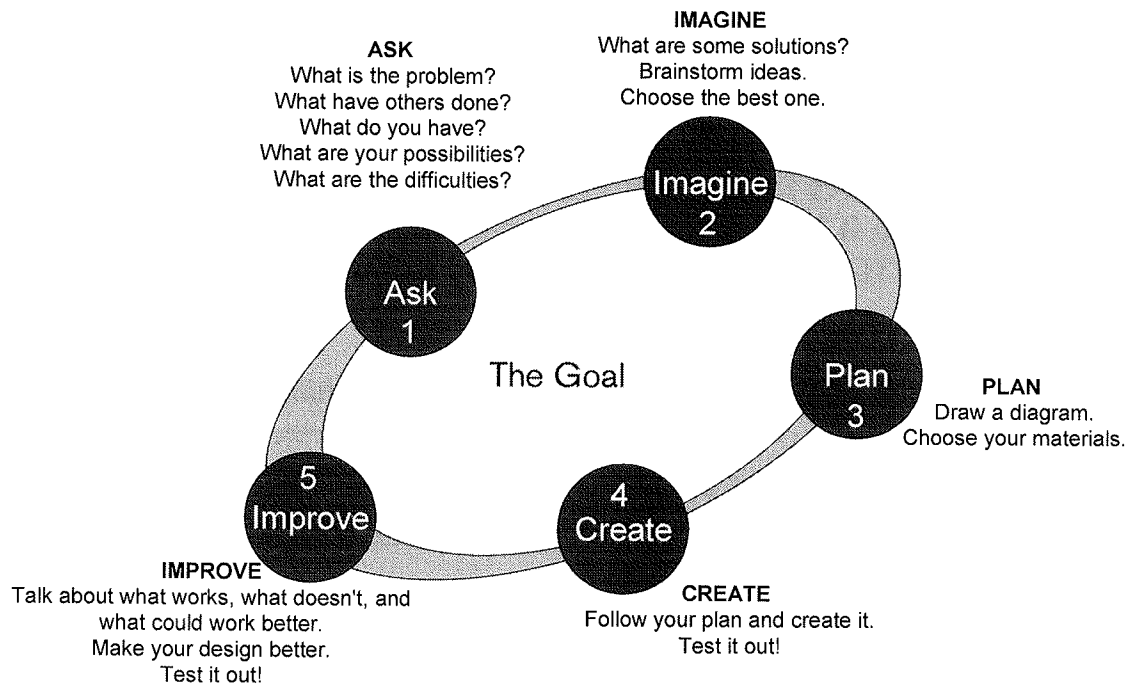 ASK
What is the problem?
What have others done?
What do you have?
What are your possibilities?
What are the difficulties?
IMAGINE
What are some solutions?
Brainstorm ideas.
Choose the best one.
Ask
1
Imagine
2
The Goal
Plan
3
PLAN
Draw a diagram.
Choose your materials.
4
Create
CREATE
Follow your plan and create it.
Test it out!
5
Improve
IMPROVE
Talk about what works, what doesn't, and
what could work better.
Make your design better.
Test it out!